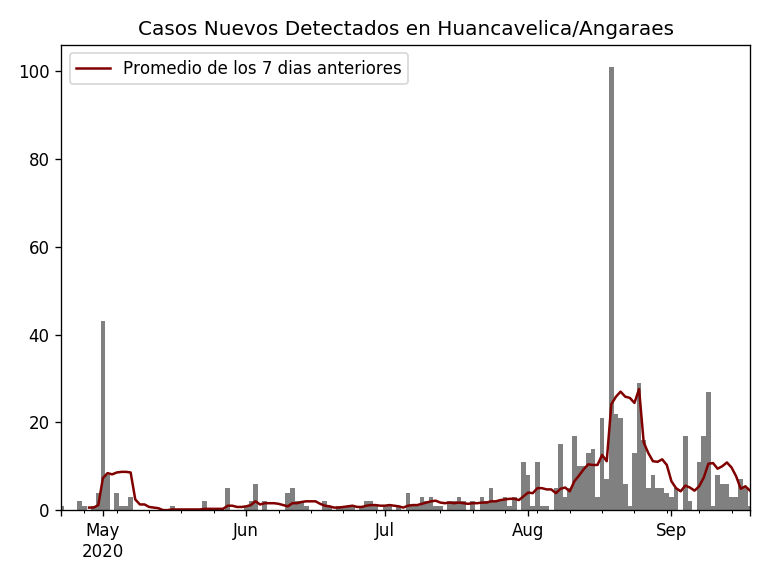 Casos Nuevos Detectados en Huancavelica/Angaraes
Promedio de los 7 dias anteriores
100
80
60
40
20
0
May Jun Jul Aug Sep
2020